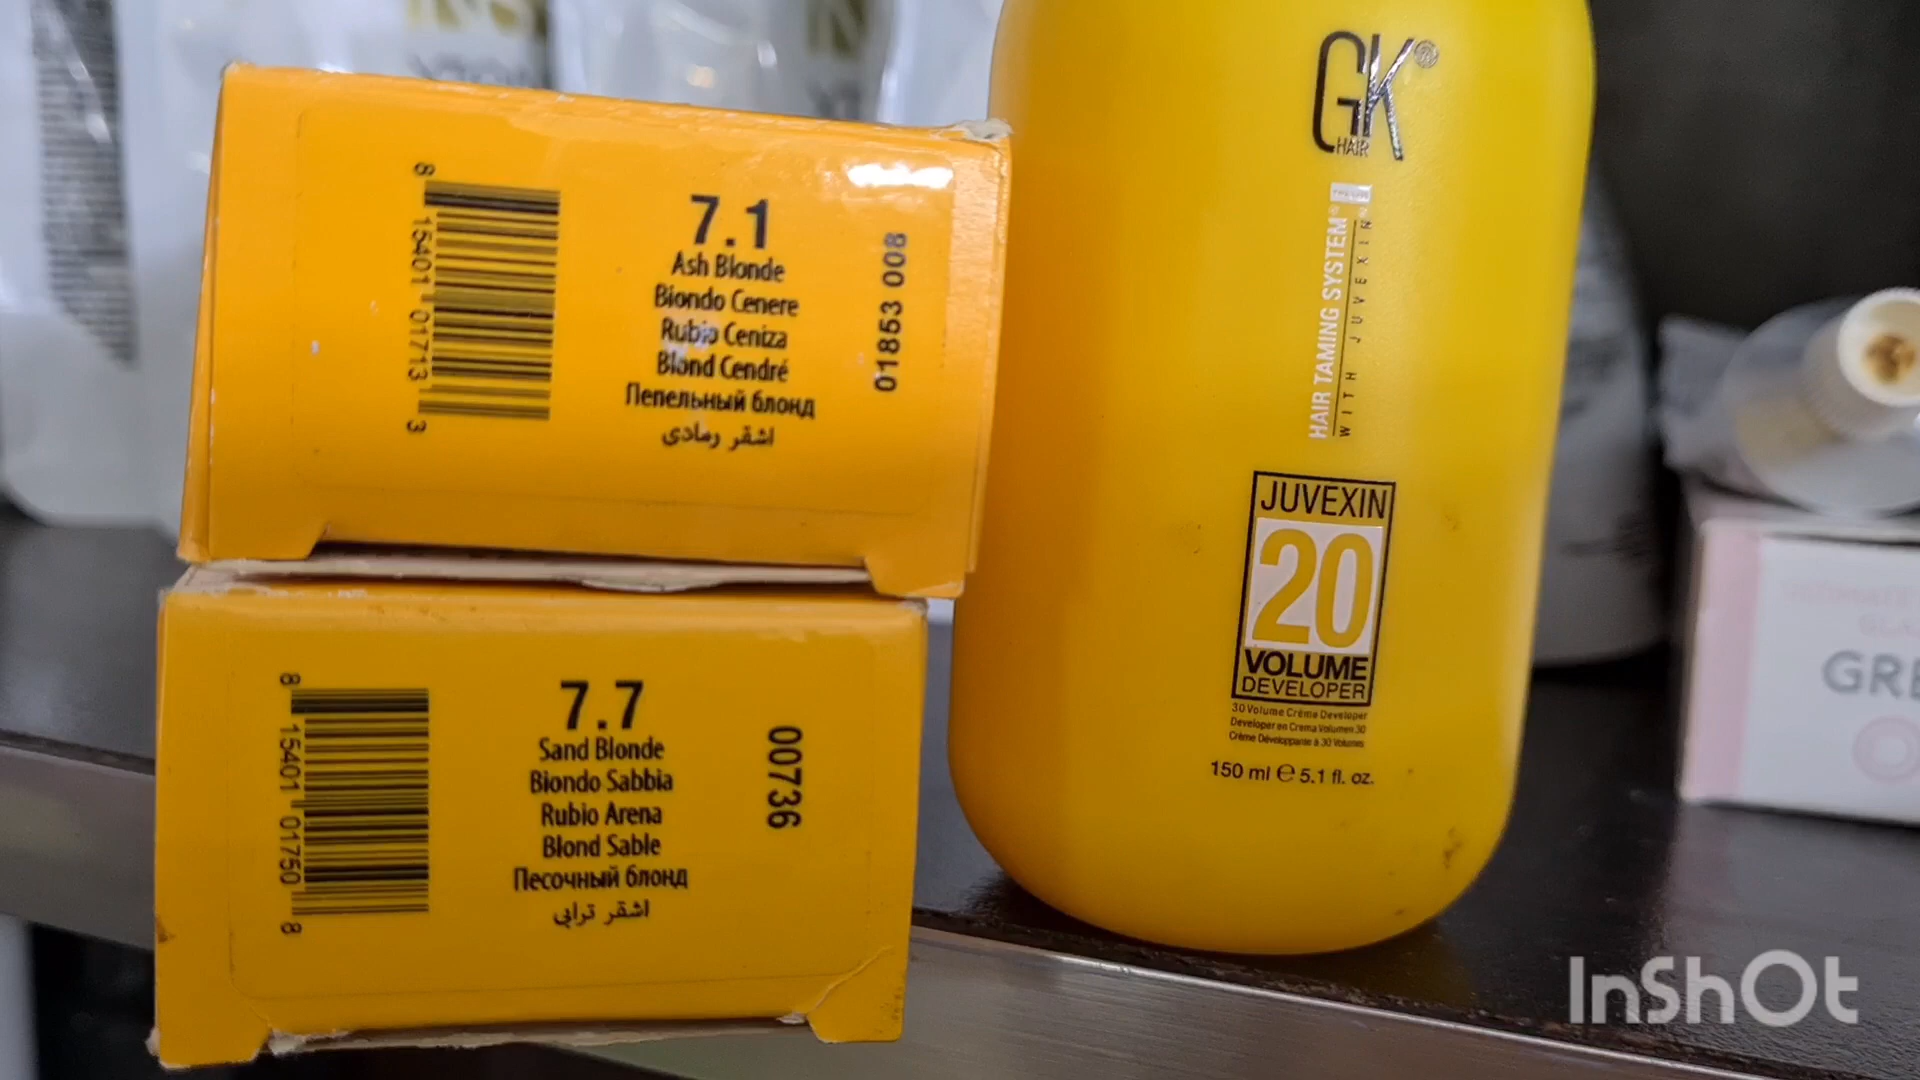 7.1
Ash Blonde
Biondo Cenere
Rubio Ceniza
Blond Cendré
Пепельный блонд
اشقر رمادي
8 15401 01713 3
01853 008
7.7
Sand Blonde
Biondo Sabbia
Rubio Arena
Blond Sable
Песочный блонд
اشقر ترابي
8 15401 01750 8
00736
GK®
HAIR
HAIR TAMING SYSTEM®
WITH JUVEXIN
JUVEXIN
20
VOLUME
DEVELOPER
30 Volume Crème Developer
Developer en Crema Volumen 30
Crème Développante à 30 Volumes
150 ml e 5.1 fl. oz.
GRE
InShOt